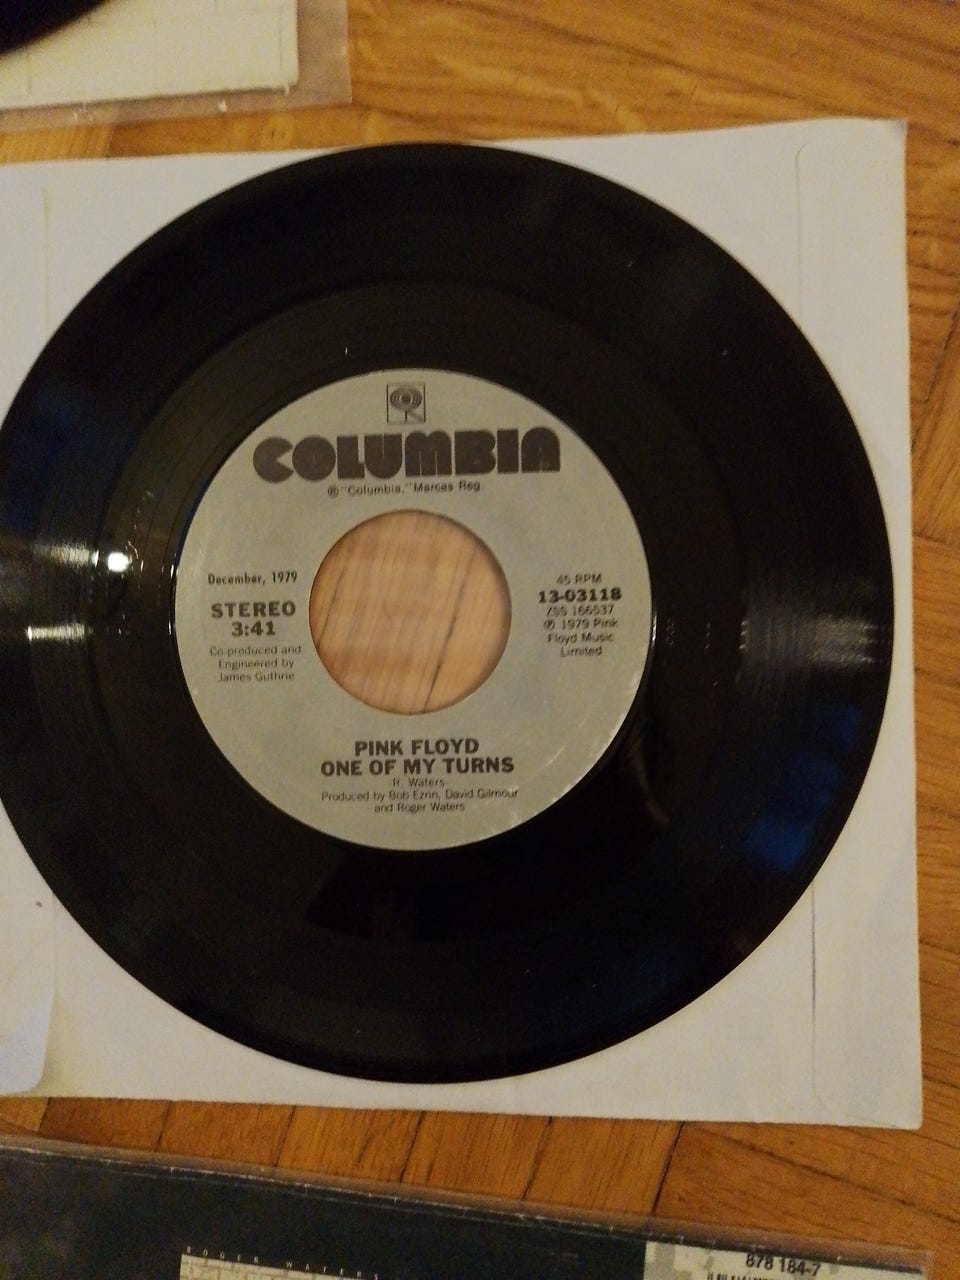 COLUMBIA
® "Columbia," Marcas Reg.
December, 1979
STEREO
3:41
Co-produced and
Engineered by
James Guthrie
45 RPM
13-03118
ZSS 166537
℗ 1979 Pink
Floyd Music
Limited
PINK FLOYD
ONE OF MY TURNS
-R. Waters-
Produced by Bob Ezrin, David Gilmour
and Roger Waters
ROGER WATERS
878 184-7